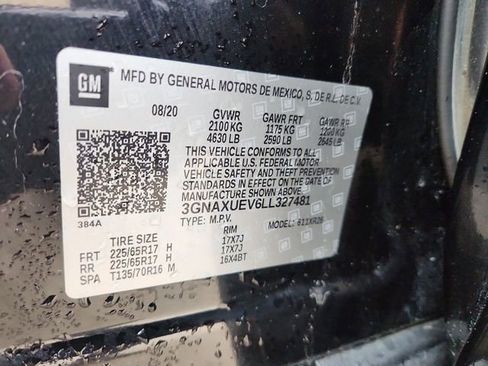 GM
MFD BY GENERAL MOTORS DE MEXICO, S. DE R.L. DE C.V.
08/20 GVWR GAWR FRT GAWR RR
2100 KG 1175 KG 1200 KG
4630 LB 2590 LB 2645 LB
THIS VEHICLE CONFORMS TO ALL
APPLICABLE U.S. FEDERAL MOTOR
VEHICLE SAFETY AND THEFT PREVENTION
STANDARDS IN EFFECT ON THE DATE OF
MANUFACTURE SHOWN ABOVE.
3GNAXUEV6LL327481
384A TYPE: M.P.V. MODEL: 611XR26
TIRE SIZE RIM
FRT 225/65R17 H 17X7J
RR 225/65R17 H 17X7J
SPA T135/70R16 M 16X4BT